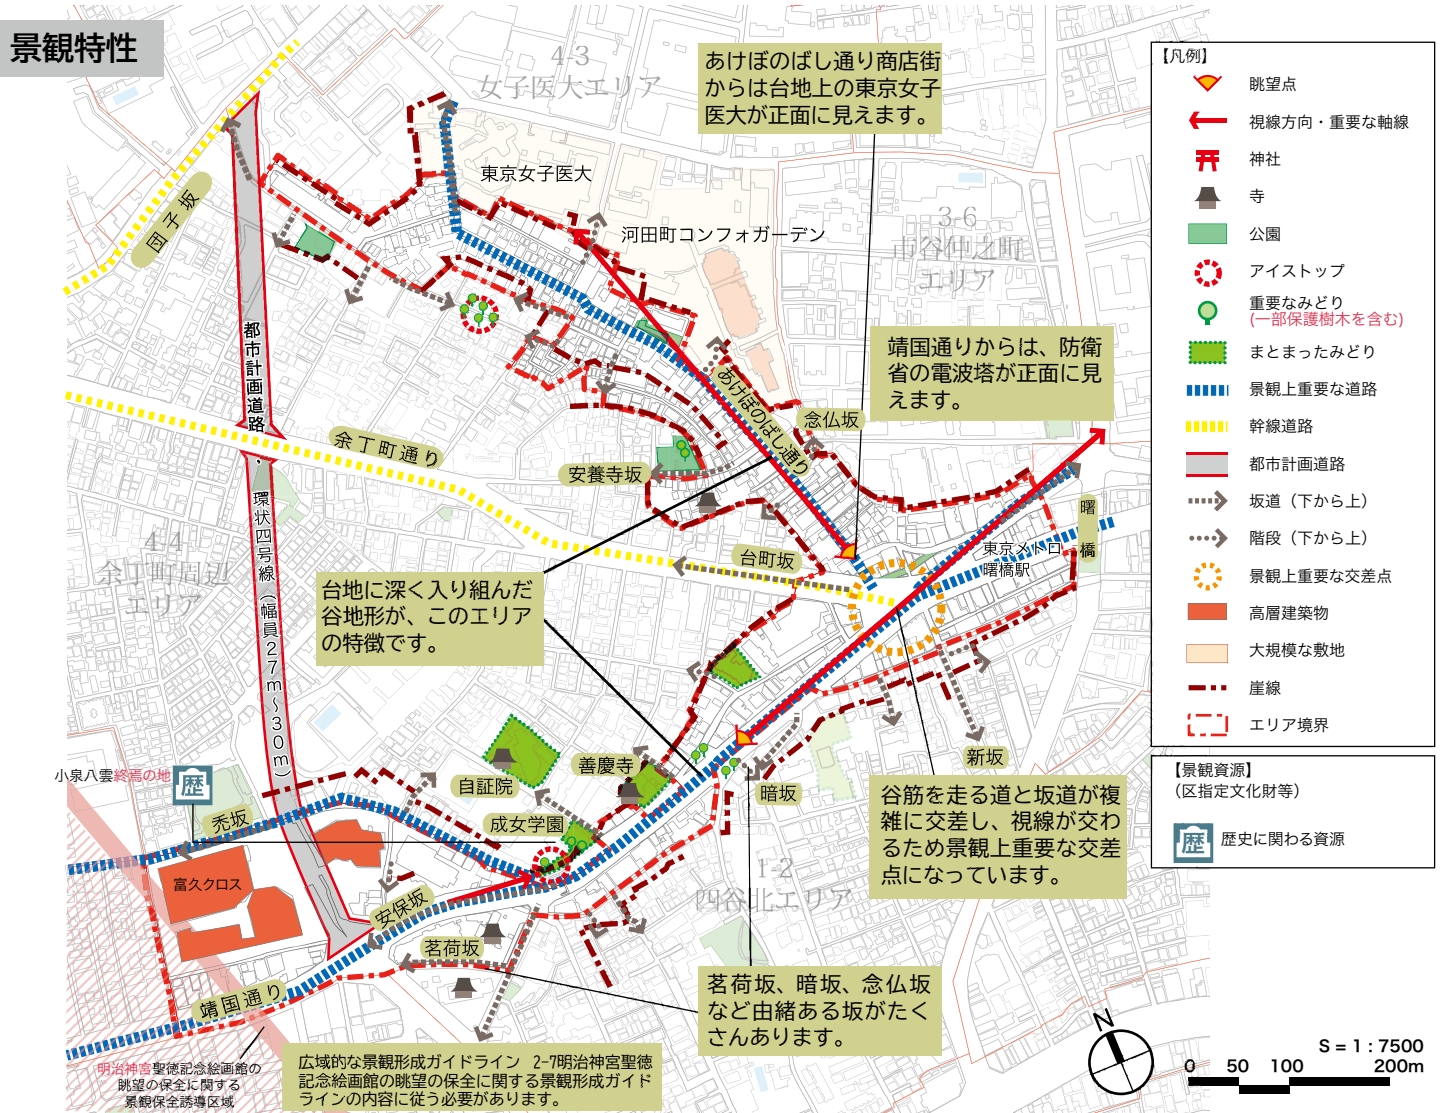 景観特性
4-3
女子医大エリア
あけぼのばし通り商店街
からは台地上の東京女子
医大が正面に見えます。
【凡例】
眺望点
視線方向・重要な軸線
神社
寺
公園
アイストップ
重要なみどり
(一部保護樹木を含む)
まとまったみどり
景観上重要な道路
幹線道路
都市計画道路
坂道（下から上）
階段（下から上）
景観上重要な交差点
高層建築物
大規模な敷地
崖線
エリア境界
【景観資源】
（区指定文化財等）
歴
歴史に関わる資源
東京女子医大
河田町コンフォガーデン
3-6
市谷仲之町
エリア
団子坂
靖国通りからは、防衛
省の電波塔が正面に見
えます。
都市計画道路・環状四号線（幅員27m～30m）
あけぼのばし通り
念仏坂
余丁町通り
安養寺坂
曙橋
東京メトロ
曙橋駅
台町坂
4-4
余丁町周辺
エリア
台地に深く入り組んだ
谷地形が、このエリア
の特徴です。
新坂
善慶寺
自証院
暗坂
小泉八雲終焉の地
歴
谷筋を走る道と坂道が複
雑に交差し、視線が交わ
るため景観上重要な交差
点になっています。
成女学園
禿坂
富久クロス
1-2
四谷北エリア
安保坂
茗荷坂
茗荷坂、暗坂、念仏坂
など由緒ある坂がたく
さんあります。
靖国通り
明治神宮聖徳記念絵画館の
眺望の保全に関する
景観保全誘導区域
広域的な景観形成ガイドライン　2-7明治神宮聖徳
記念絵画館の眺望の保全に関する景観形成ガイド
ラインの内容に従う必要があります。
N
S = 1 : 7500
0 50 100 200m